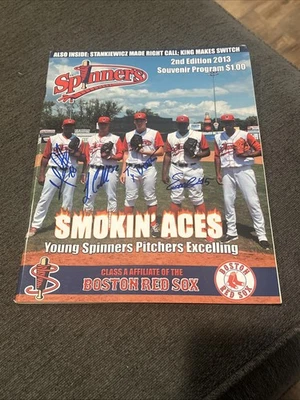 ALSO INSIDE: STANKIEWICZ MADE RIGHT CALL; KING MAKES SWITCH
2nd Edition 2013
Souvenir Program $1.00
Spinners
SMOKIN' ACES
Young Spinners Pitchers Excelling
CLASS A AFFILIATE OF THE
BOSTON RED SOX
BOSTON
RED SOX